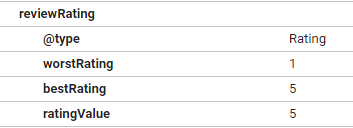 reviewRating
@type Rating
worstRating 1
bestRating 5
ratingValue 5